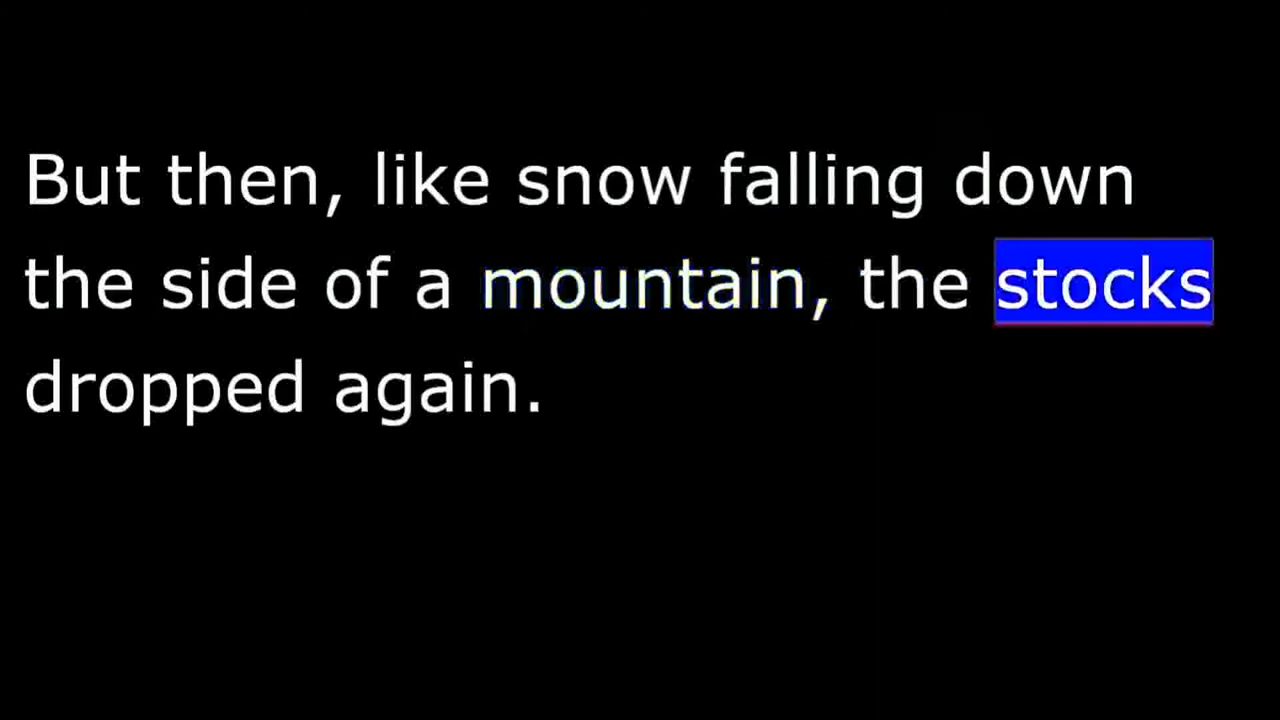 But then, like snow falling down
the side of a mountain, the stocks
dropped again.